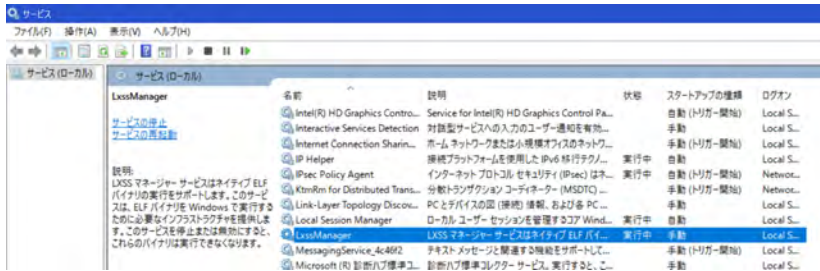 サービス
ファイル(F) 操作(A) 表示(V) ヘルプ(H)
サービス (ローカル)
サービス (ローカル)
LxssManager
サービスの停止
サービスの再起動
説明:
LXSS マネージャー サービスはネイティブ ELF
バイナリの実行をサポートします。このサービ
スは、ELF バイナリを Windows で実行する
ために必要なインフラストラクチャを提供しま
す。このサービスを停止または無効にすると、
これらのバイナリは実行できなくなります。
名前 説明 状態 スタートアップの種類 ログオン
Intel(R) HD Graphics Contro... Service for Intel(R) HD Graphics Control Pa... 自動 (トリガー開始) Local S...
Interactive Services Detection 対話型サービスへの入力のユーザー通知を有効... 手動 Local S...
Internet Connection Sharin... ホーム ネットワークまたは小規模オフィスのネットワ... 手動 (トリガー開始) Local S...
IP Helper 接続プラットフォームを使用した IPv6 移行テクノ... 実行中 自動 Local S...
IPsec Policy Agent インターネット プロトコル セキュリティ (IPsec) はネ... 実行中 手動 (トリガー開始) Networ...
KtmRm for Distributed Trans... 分散トランザクション コーディネーター (MSDTC) ... 手動 (トリガー開始) Networ...
Link-Layer Topology Discov... PC とデバイスの図 (接続) 情報、および各 PC ... 手動 Local S...
Local Session Manager ローカル ユーザー セッションを管理するコア Wind... 実行中 自動 Local S...
LxssManager LXSS マネージャー サービスはネイティブ ELF バイ... 実行中 手動 Local S...
MessagingService_4c46f2 テキスト メッセージと関連する機能をサポートして... 手動 (トリガー開始) Local S...
Microsoft (R) 診断ハブ標準コ... 診断ハブ標準コレクター サービス。実行すると、こ... 手動 Local S...